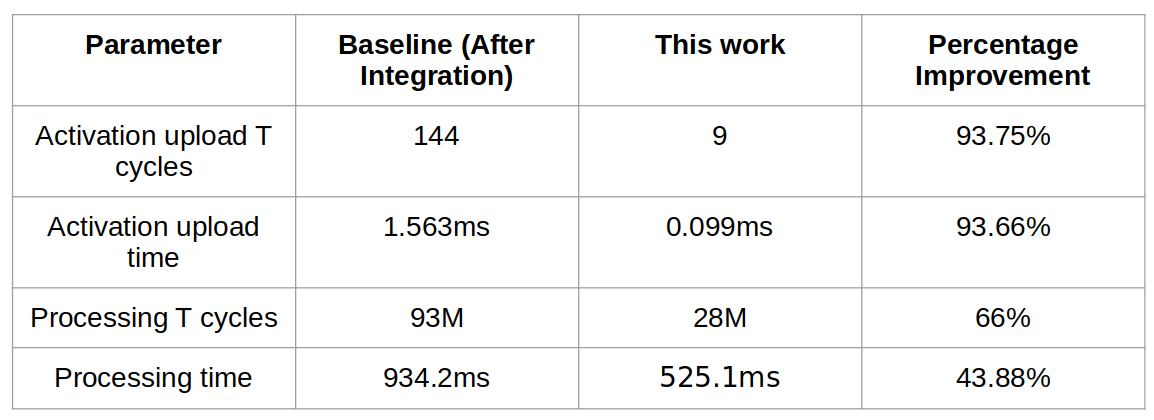 Parameter
Baseline (After
Integration)
This work
Percentage
Improvement
Activation upload T
cycles
144
9
93.75%
Activation upload
time
1.563ms
0.099ms
93.66%
Processing T cycles
93M
28M
66%
Processing time
934.2ms
525.1ms
43.88%